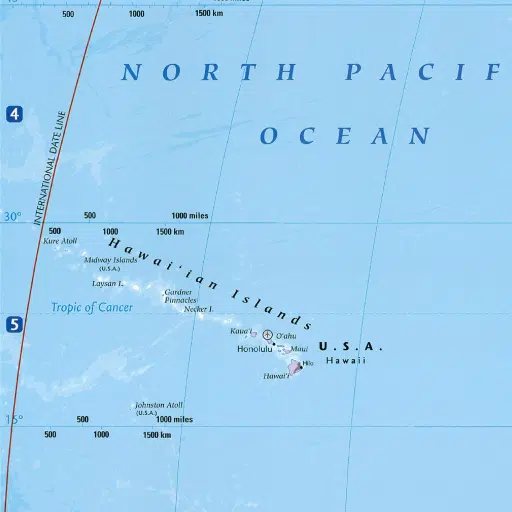 500 1000 1500 km
NORTH PACIF
4
OCEAN
INTERNATIONAL DATE LINE
30°
500 1000 miles
500 1000 1500 km
Kure Atoll
Hawai'ian Islands
Midway Islands
(U.S.A.)
Laysan I.
Gardner
Pinnacles
Tropic of Cancer
Necker I.
5
Kaua'i
O'ahu
Honolulu
Maui
U.S.A.
Hawaii
Hilo
Hawai'i
Johnston Atoll
(U.S.A.)
15°
500 1000 miles
500 1000 1500 km